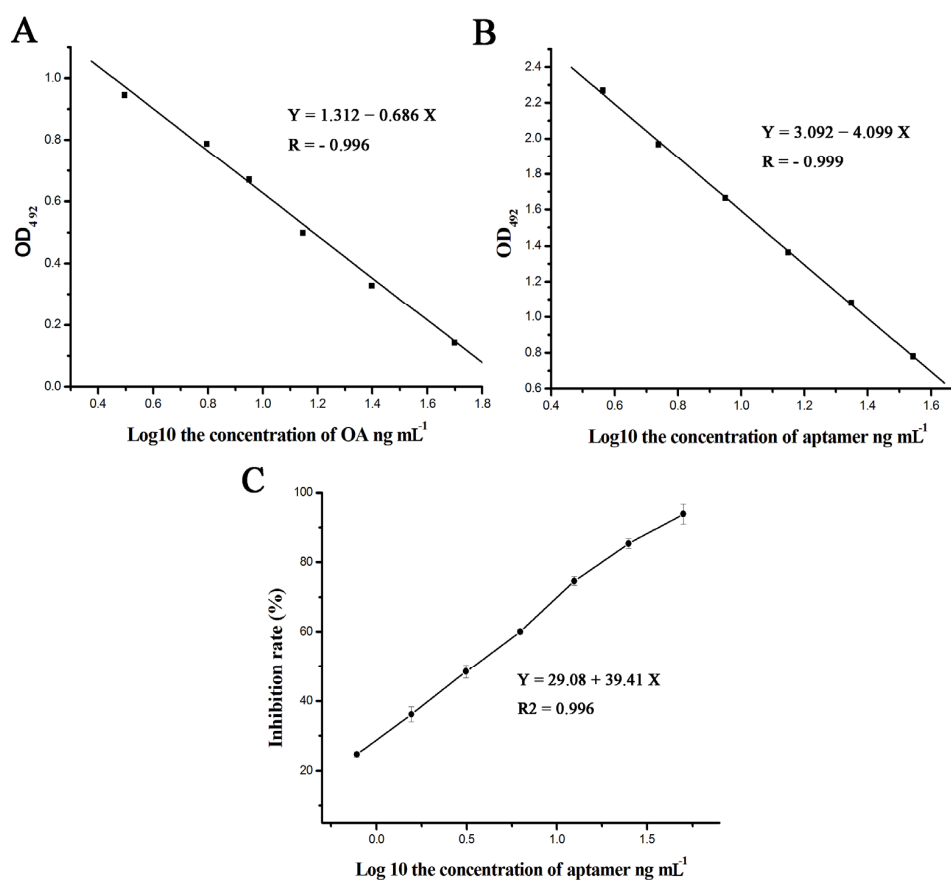 A
1.0
0.8
0.6
0.4
0.2
0.0
OD492
Y = 1.312 − 0.686 X
R = - 0.996
0.4 0.6 0.8 1.0 1.2 1.4 1.6 1.8
Log10 the concentration of OA ng mL-1
B
2.4
2.2
2.0
1.8
1.6
1.4
1.2
1.0
0.8
0.6
OD492
Y = 3.092 − 4.099 X
R = - 0.999
0.4 0.6 0.8 1.0 1.2 1.4 1.6
Log10 the concentration of aptamer ng mL-1
C
100
80
60
40
20
Inhibition rate (%)
Y = 29.08 + 39.41 X
R2 = 0.996
0.0 0.5 1.0 1.5
Log 10 the concentration of aptamer ng mL-1